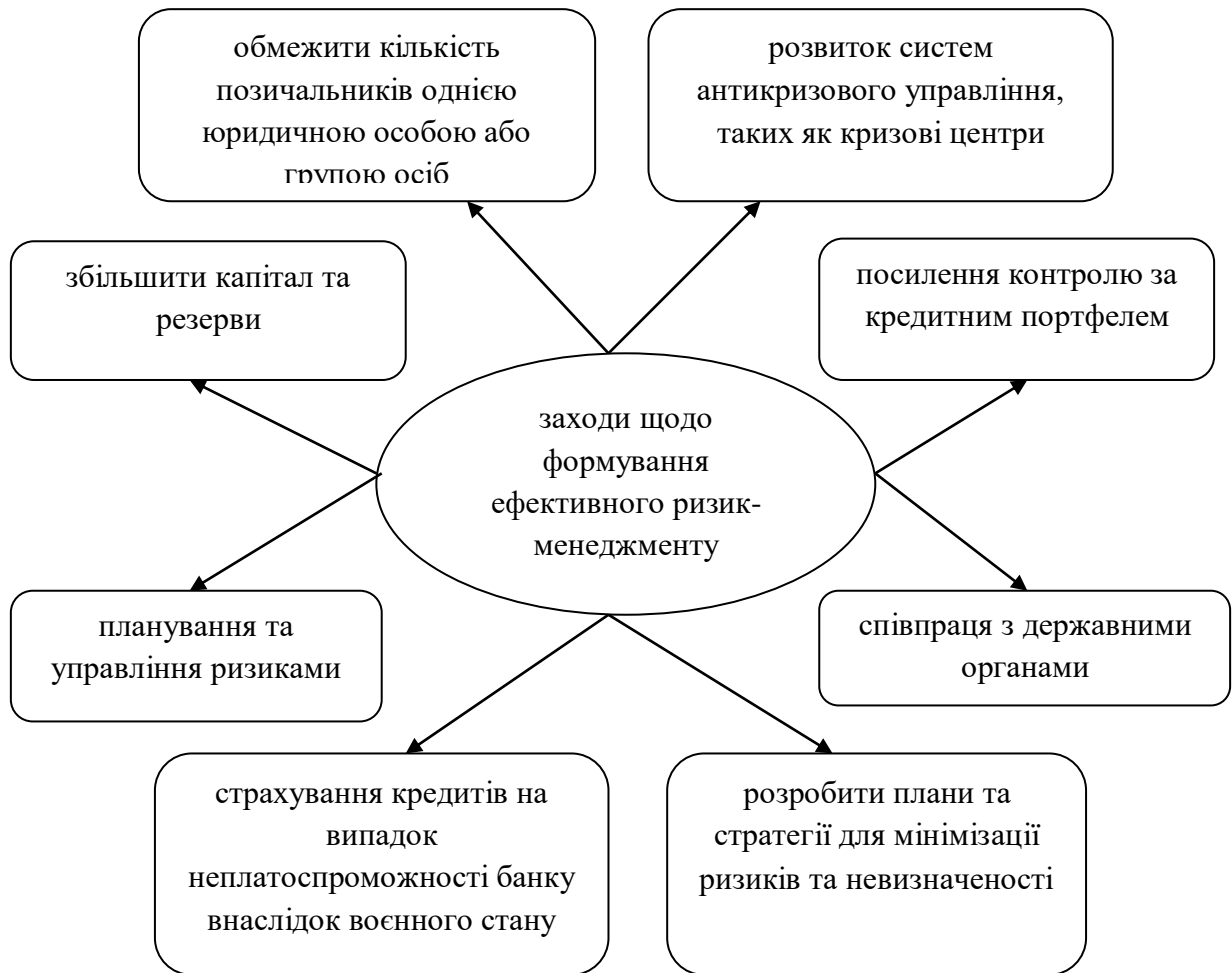 обмежити кількість
позичальників однією
юридичною особою або
групою осіб
розвиток систем
антикризового управління,
таких як кризові центри
збільшити капітал та
резерви
посилення контролю за
кредитним портфелем
заходи щодо
формування
ефективного ризик-
менеджменту
планування та
управління ризиками
співпраця з державними
органами
страхування кредитів на
випадок
неплатоспроможності банку
внаслідок воєнного стану
розробити плани та
стратегії для мінімізації
ризиків та невизначеності